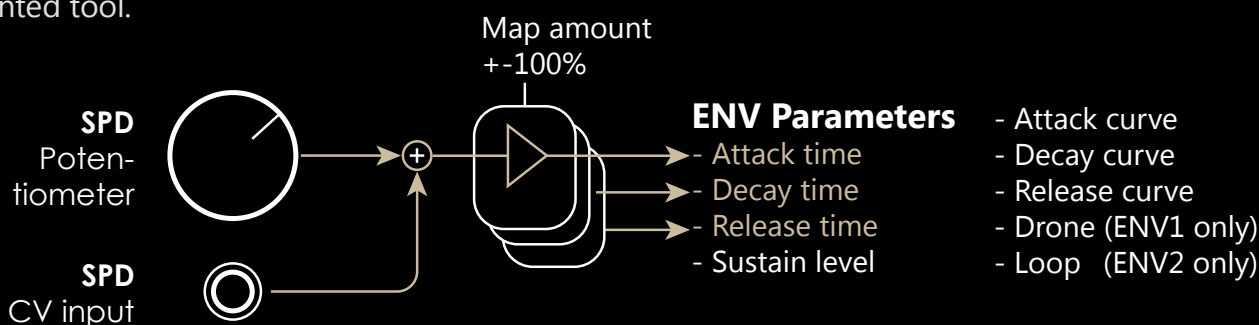 nted tool.
Map amount
+-100%
SPD
Poten-
tiometer
+
SPD
CV input
ENV Parameters
- Attack time
- Decay time
- Release time
- Sustain level
- Attack curve
- Decay curve
- Release curve
- Drone (ENV1 only)
- Loop (ENV2 only)